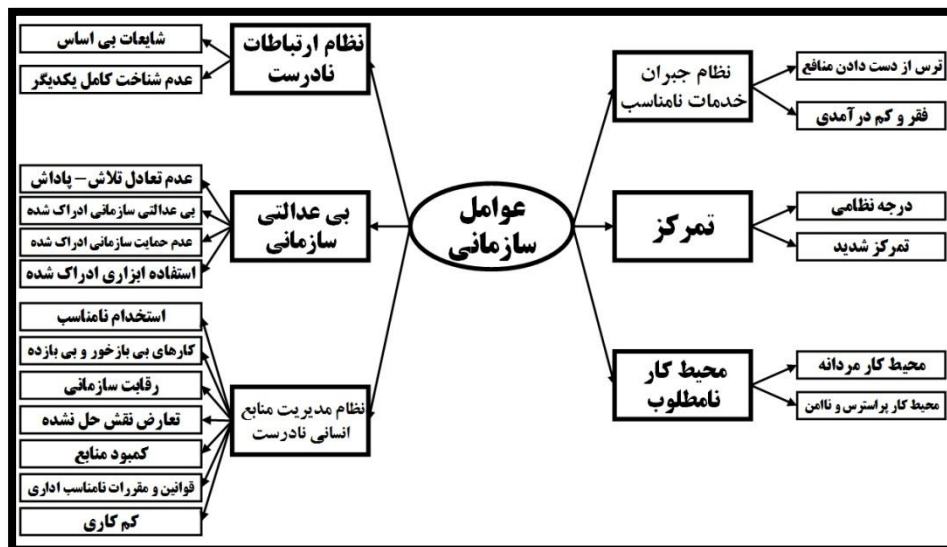 عوامل
سازمانی
نظام جبران
خدمات نامناسب
ترس از دست دادن منافع
فقر و کم درآمدی
تمرکز
درجه نظامی
تمرکز شدید
محیط کار
نامطلوب
محیط کار مردانه
محیط کار پراسترس و ناامن
نظام ارتباطات
نادرست
شایعات بی اساس
عدم شناخت کامل یکدیگر
بی عدالتی
سازمانی
عدم تعادل تلاش – پاداش
بی عدالتی سازمانی ادراک شده
عدم حمایت سازمانی ادراک شده
استفاده ابزاری ادراک شده
نظام مدیریت منابع
انسانی نادرست
استخدام نامناسب
کارهای بی بازخور و بی بازده
رقابت سازمانی
تعارض نقش حل نشده
کمبود منابع
قوانین و مقررات نامناسب اداری
کم کاری